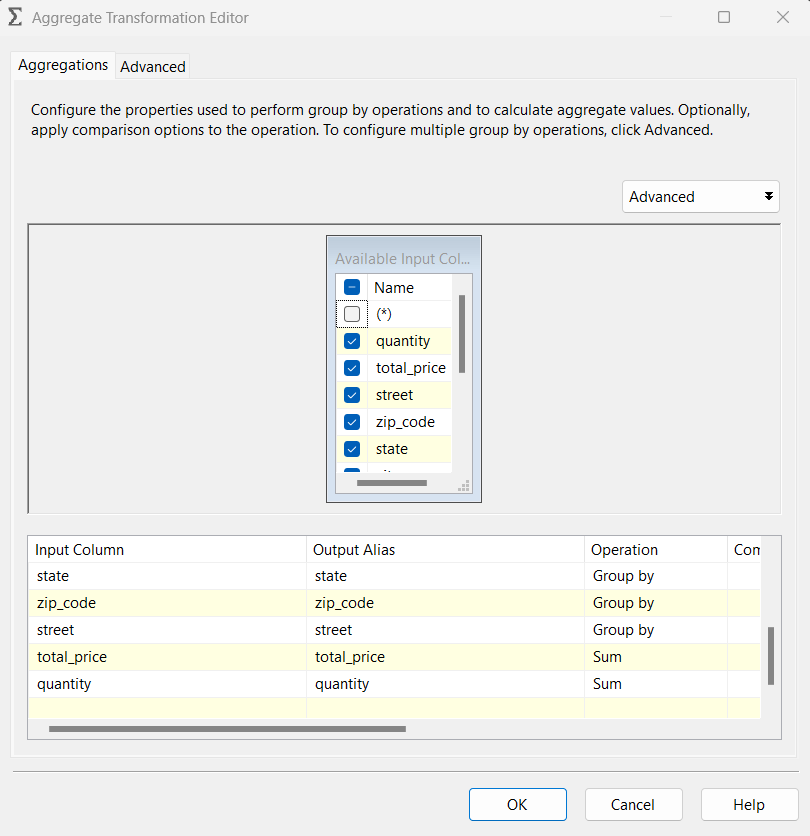 Aggregate Transformation Editor
Aggregations Advanced
Configure the properties used to perform group by operations and to calculate aggregate values. Optionally,
apply comparison options to the operation. To configure multiple group by operations, click Advanced.
Advanced
Available Input Col...
Name
(*)
quantity
total_price
street
zip_code
state
Input Column Output Alias Operation Com
state state Group by
zip_code zip_code Group by
street street Group by
total_price total_price Sum
quantity quantity Sum
OK Cancel Help